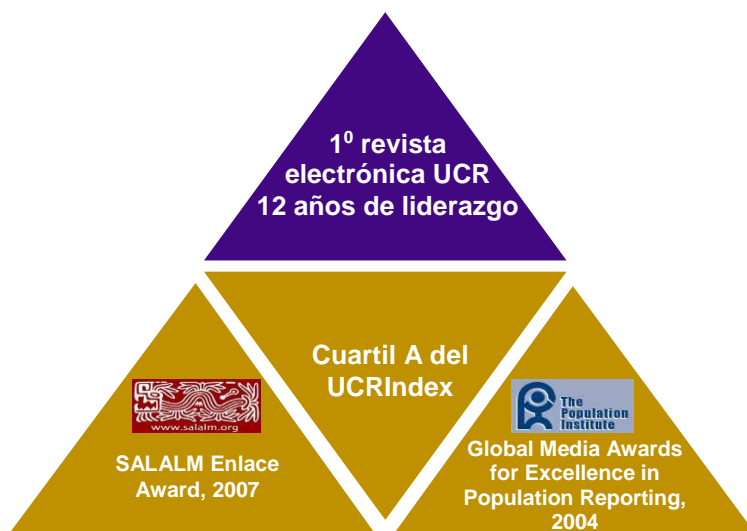 1⁰ revista
electrónica UCR
12 años de liderazgo
Cuartil A del
UCRIndex
www.salalm.org
SALALM Enlace
Award, 2007
The
Population
Institute
Global Media Awards
for Excellence in
Population Reporting,
2004